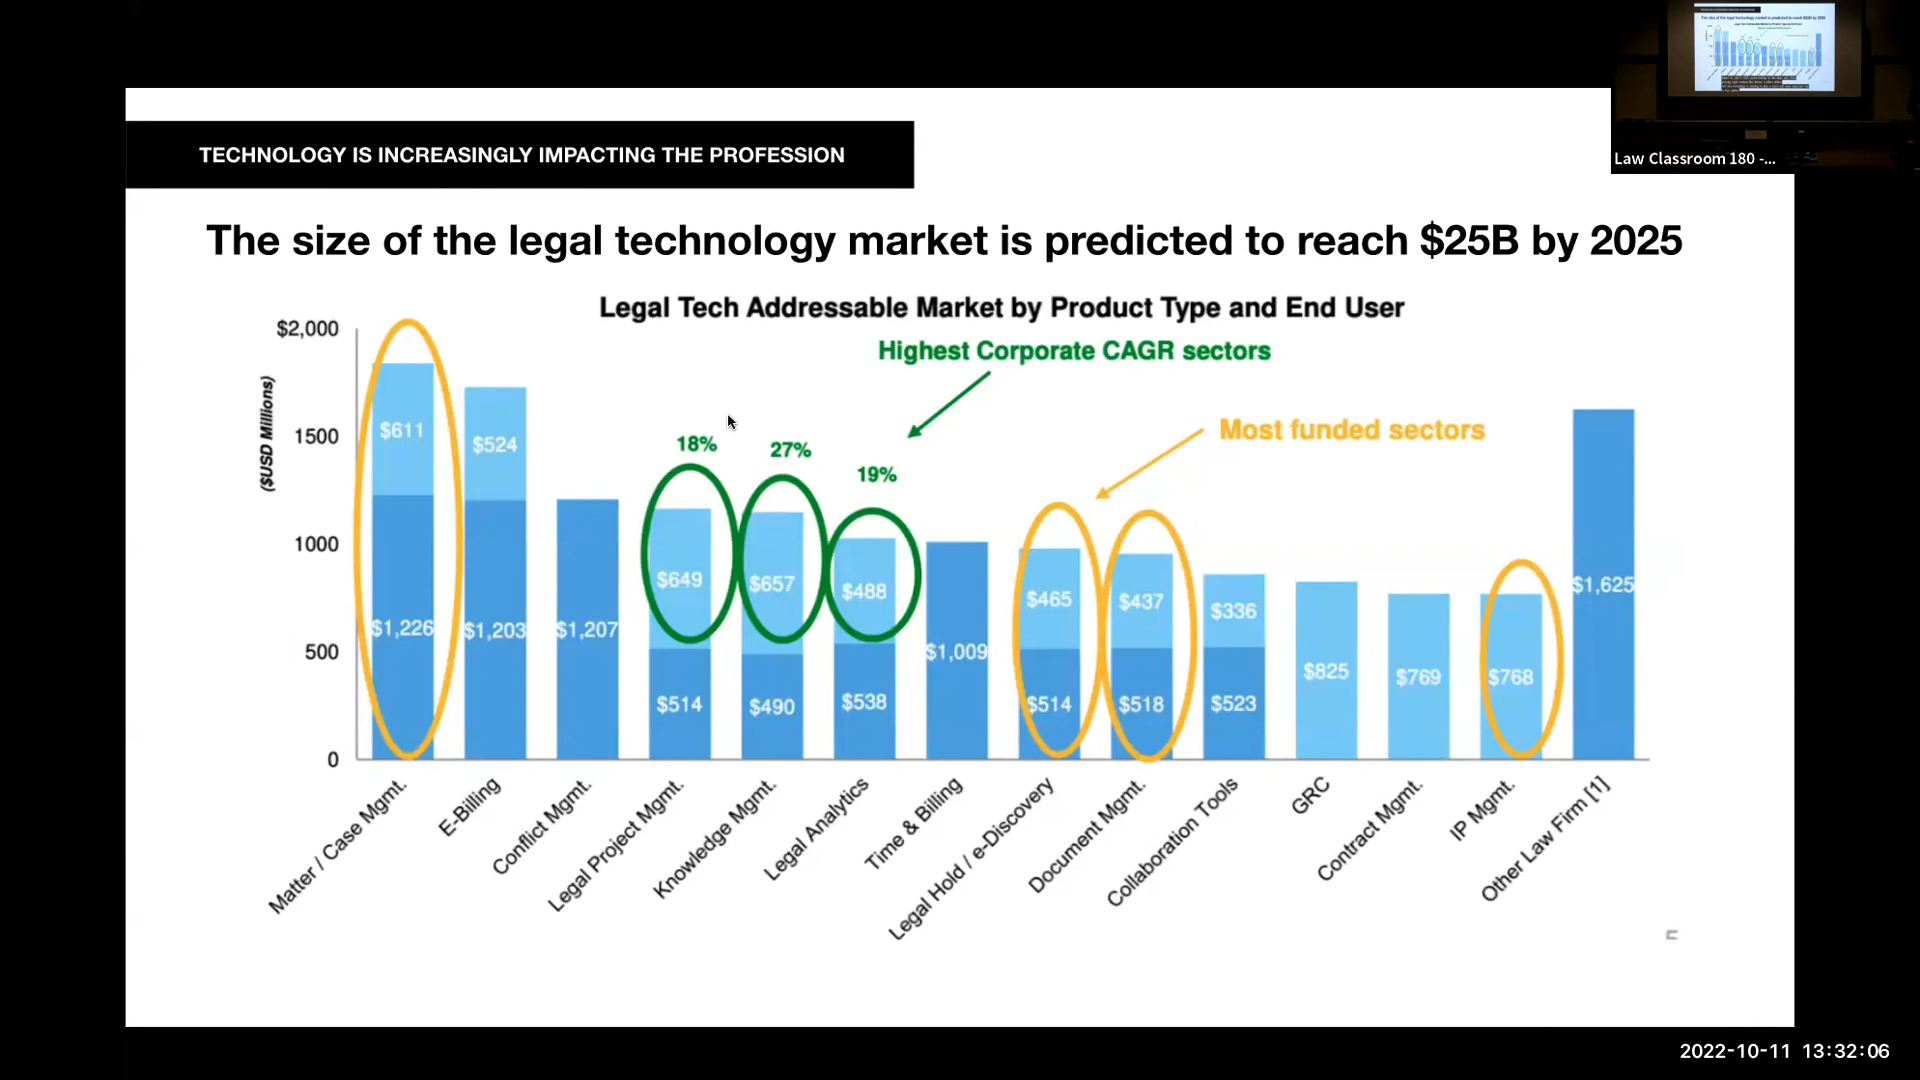 Law Classroom 180 -...
TECHNOLOGY IS INCREASINGLY IMPACTING THE PROFESSION
The size of the legal technology market is predicted to reach $25B by 2025
Legal Tech Addressable Market by Product Type and End User
Highest Corporate CAGR sectors
Most funded sectors
($USD Millions)
$2,000
1500
1000
500
0
18%
27%
19%
$611
$524
$649
$657
$488
$465
$437
$336
$1,226
$1,203
$1,207
$514
$490
$538
$1,009
$514
$518
$523
$825
$769
$768
$1,625
Matter / Case Mgmt.
E-Billing
Conflict Mgmt.
Legal Project Mgmt.
Knowledge Mgmt.
Legal Analytics
Time & Billing
Legal Hold / e-Discovery
Document Mgmt.
Collaboration Tools
GRC
Contract Mgmt.
IP Mgmt.
Other Law Firm [1]
2022-10-11 13:32:06